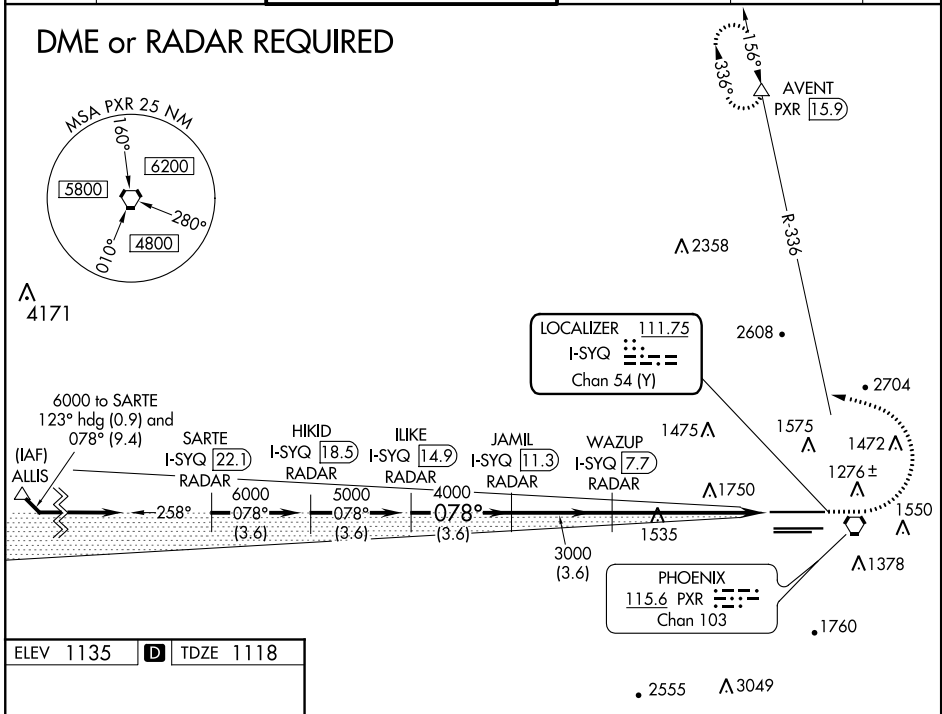 DME or RADAR REQUIRED
MSA PXR 25 NM
160°
6200
5800
280°
4800
010°
4171
156°
336°
AVENT
PXR 15.9
R-336
2358
LOCALIZER 111.75
I-SYQ
Chan 54 (Y)
2608
2704
6000 to SARTE
123° hdg (0.9) and
078° (9.4)
(IAF)
ALLIS
SARTE
I-SYQ 22.1
RADAR
HIKID
I-SYQ 18.5
RADAR
ILIKE
I-SYQ 14.9
RADAR
JAMIL
I-SYQ 11.3
RADAR
WAZUP
I-SYQ 7.7
RADAR
1475
1575
1472
1276 ±
1750
1550
258°
6000
078°
(3.6)
5000
078°
(3.6)
4000
078°
(3.6)
3000
(3.6)
1535
1378
PHOENIX
115.6 PXR
Chan 103
1760
2555
3049
ELEV 1135 D TDZE 1118